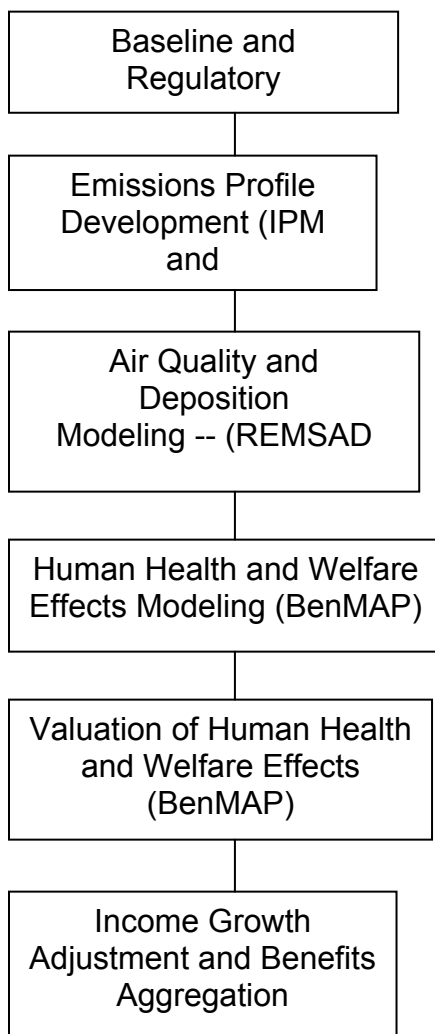 Baseline and
Regulatory
Emissions Profile
Development (IPM
and
Air Quality and
Deposition
Modeling -- (REMSAD
Human Health and Welfare
Effects Modeling (BenMAP)
Valuation of Human Health
and Welfare Effects
(BenMAP)
Income Growth
Adjustment and Benefits
Aggregation